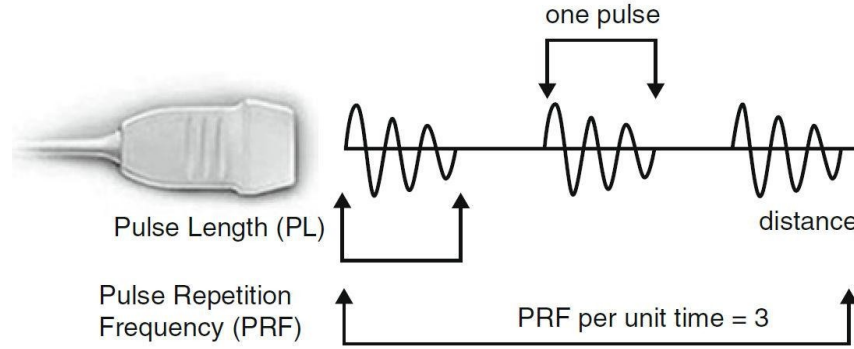 one pulse
Pulse Length (PL)
distance
Pulse Repetition
Frequency (PRF)
PRF per unit time = 3